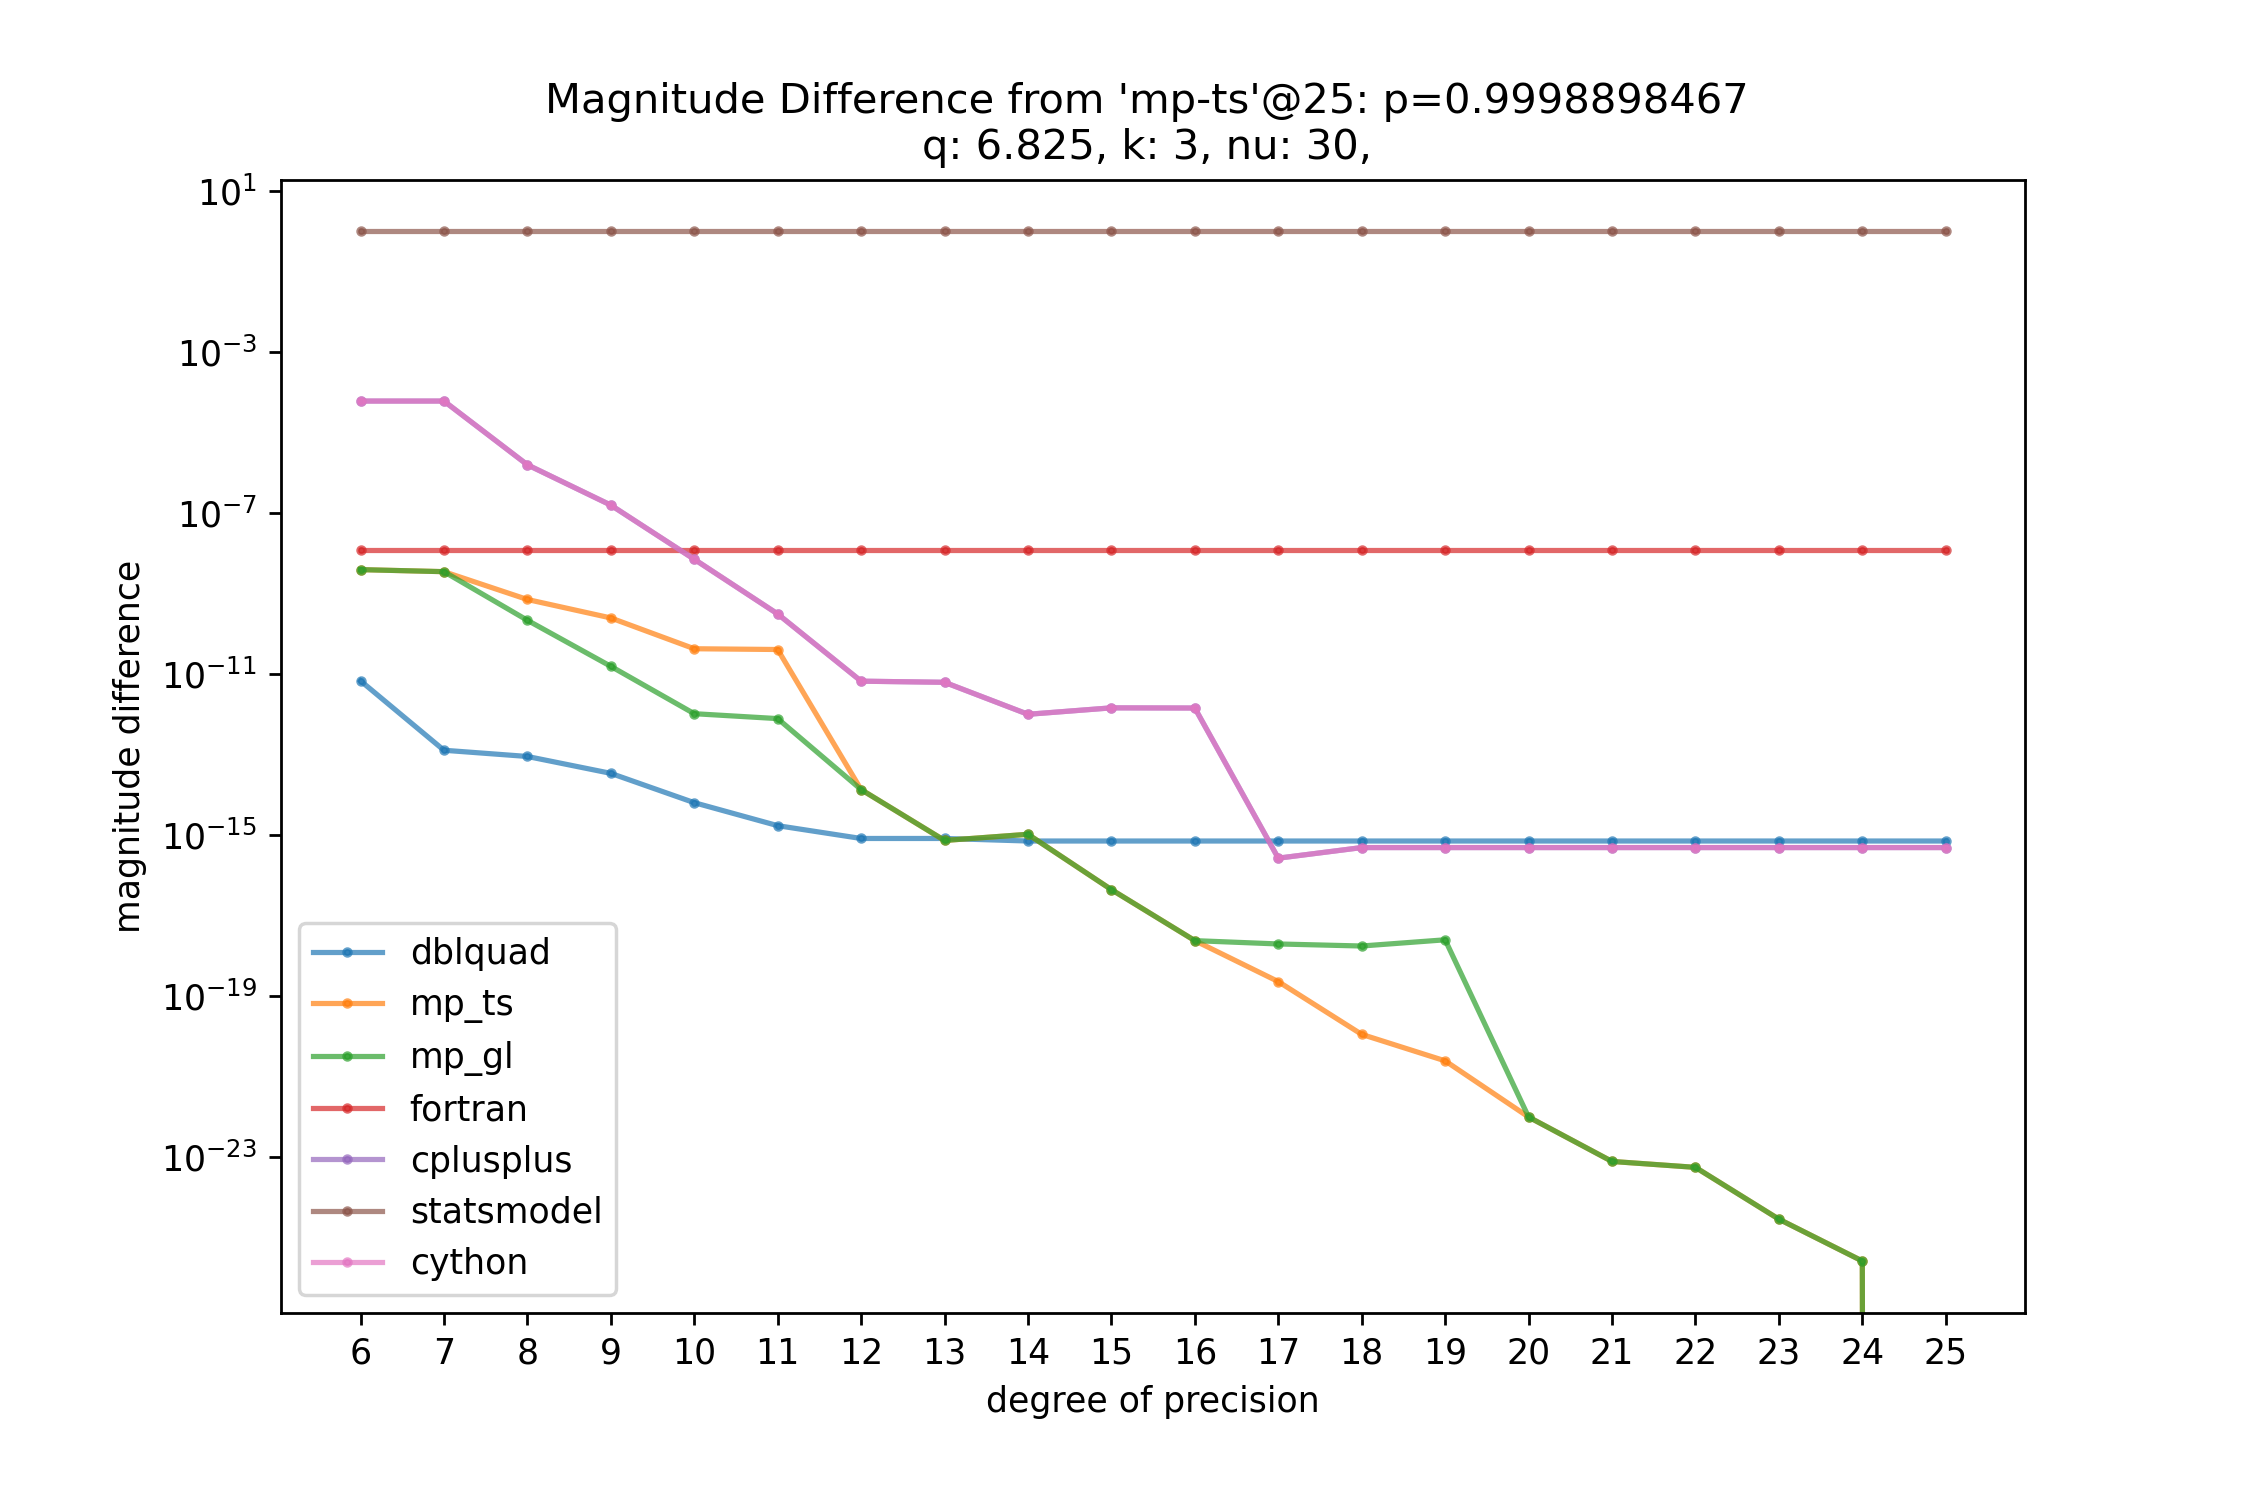 Magnitude Difference from 'mp-ts'@25: p=0.9998898467
q: 6.825, k: 3, nu: 30,
magnitude difference
10^1
10^−3
10^−7
10^−11
10^−15
10^−19
10^−23
dblquad
mp_ts
mp_gl
fortran
cplusplus
statsmodel
cython
6 7 8 9 10 11 12 13 14 15 16 17 18 19 20 21 22 23 24 25
degree of precision